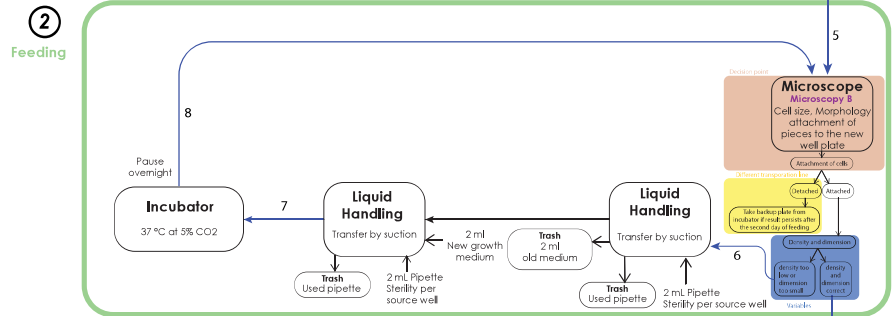 2
Feeding
5
8
Decision point
Microscope
Microscopy B
Cell size, Morphology
attachment of
pieces to the new
well plate
Attachment of cells
Different transportation line
Detached
Attached
Take backup plate from
incubator if result persists after
the second day of feeding
Density and dimension
density too
low or
dimension
too small
density
and
dimension
correct
Variables
6
Liquid
Handling
Transfer by suction
Trash
2 ml
old medium
Trash
Used pipette
2 mL Pipette
Sterility per
source well
Liquid
Handling
Transfer by suction
2 ml
New growth
medium
Trash
Used pipette
2 mL Pipette
Sterility per
source well
7
Pause
overnight
Incubator
37 °C at 5% CO2